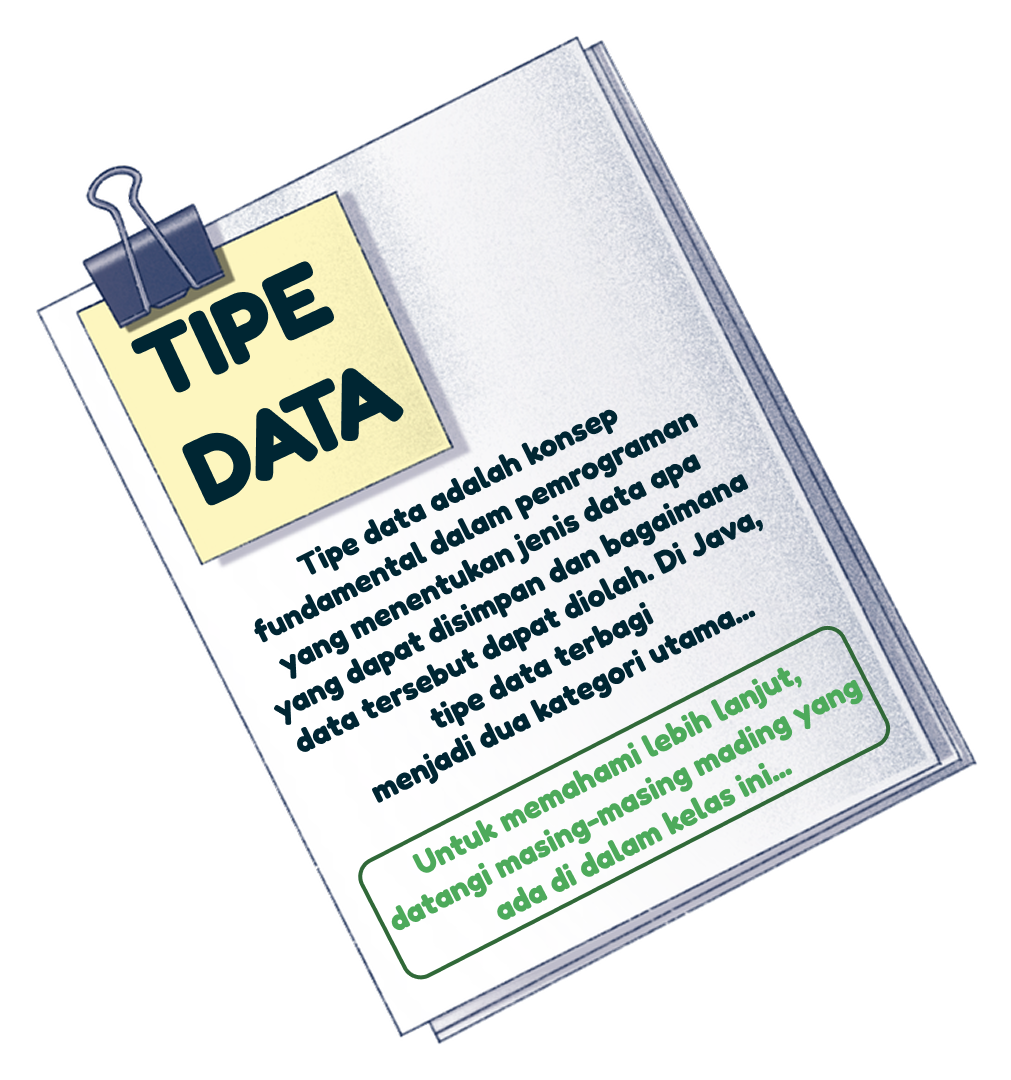 TIPE
DATA
Tipe data adalah konsep
fundamental dalam pemrograman
yang menentukan jenis data apa
yang dapat disimpan dan bagaimana
data tersebut dapat diolah. Di Java,
tipe data terbagi
menjadi dua kategori utama...
Untuk memahami lebih lanjut,
datangi masing-masing mading yang
ada di dalam kelas ini...